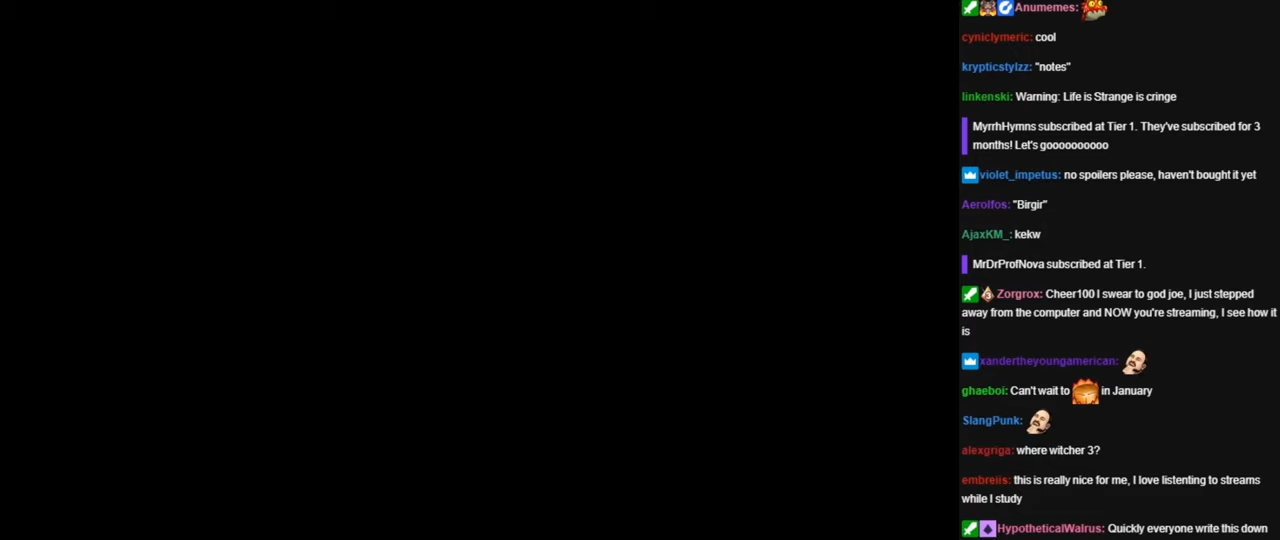 Anumemes:
cyniclymeric: cool
krypticstylzz: "notes"
linkenski: Warning: Life is Strange is cringe
MyrrhHymns subscribed at Tier 1. They've subscribed for 3
months! Let's goooooooooo
violet_impetus: no spoilers please, haven't bought it yet
Aerolfos: "Birgir"
AjaxKM_: kekw
MrDrProfNova subscribed at Tier 1.
Zorgrox: Cheer100 I swear to god joe, I just stepped
away from the computer and NOW you're streaming, I see how it
is
xandertheyoungamerican:
ghaeboi: Can't wait to in January
SlangPunk:
alexgriga: where witcher 3?
embreiis: this is really nice for me, I love listening to streams
while I study
HypotheticalWalrus: Quickly everyone write this down